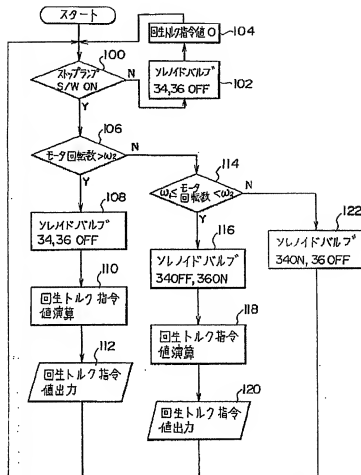 スタート
100
ストップランプ
S/W ON
N
Y
回生トルク指令値0
104
ソレノイドバルブ
34,36 OFF
102
106
モータ回転数>ω2
N
Y
108
ソレノイドバルブ
34,36 OFF
110
回生トルク指令
値演算
112
回生トルク指令
値出力
114
ω1≦モータ回転数<ω2
N
Y
116
ソレノイドバルブ
34OFF,36ON
118
回生トルク指令
値演算
120
回生トルク指令
値出力
122
ソレノイドバルブ
34ON,36OFF